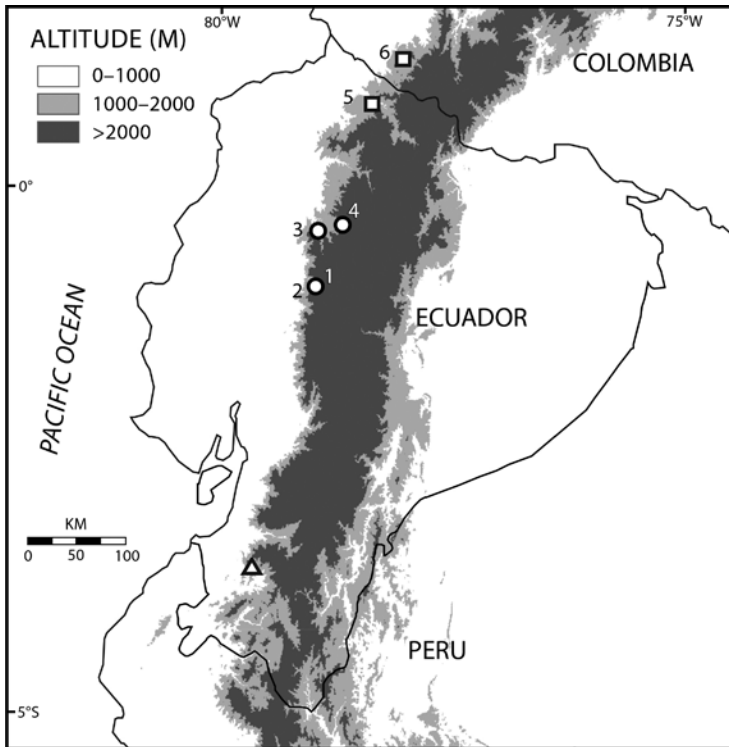 80°W
75°W
ALTITUDE (M)
0–1000
1000–2000
>2000
6
COLOMBIA
5
0°
4
3
1
2
ECUADOR
PACIFIC OCEAN
KM
0 50 100
PERU
5°S